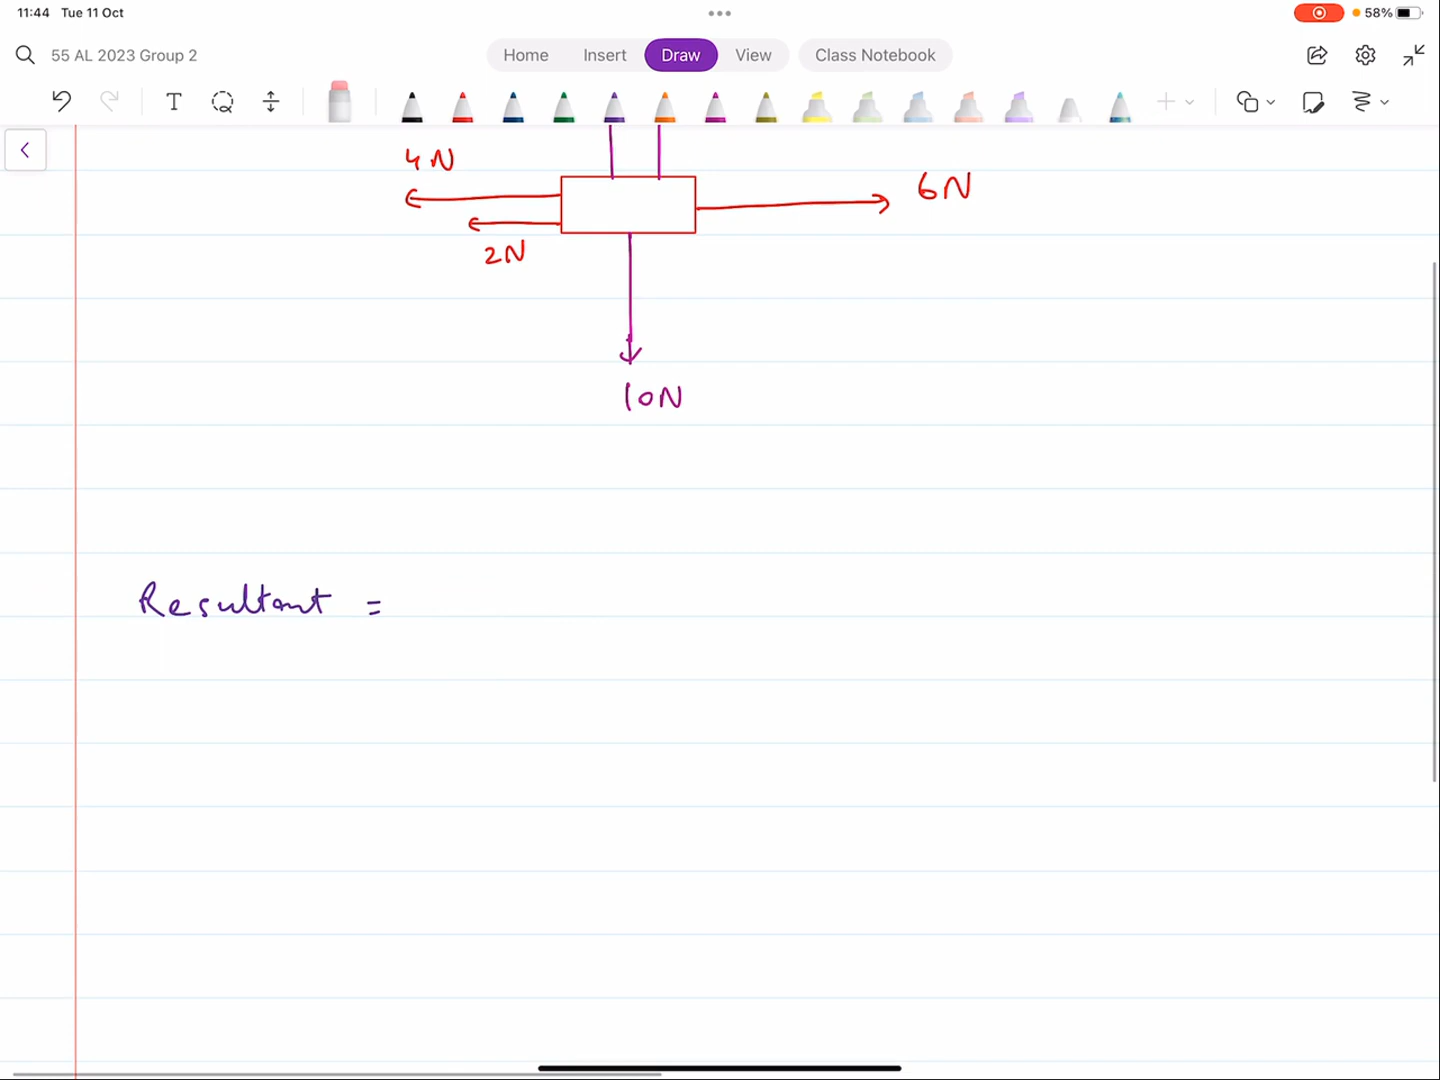 11:44 Tue 11 Oct
58%
55 AL 2023 Group 2
Home Insert Draw View Class Notebook
T
4N
6N
2N
10N
Resultant =